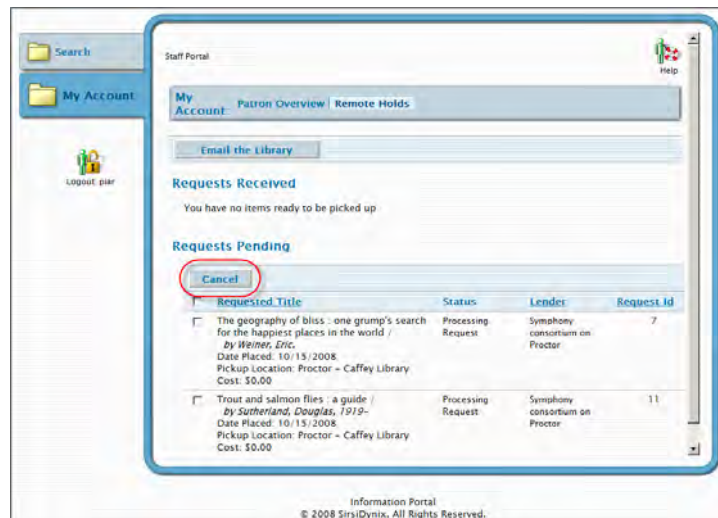 Search
My Account
Logout piar
Staff Portal
Help
My Account Patron Overview Remote Holds
Email the Library
Requests Received
You have no items ready to be picked up
Requests Pending
Cancel
Requested Title Status Lender Request Id
The geography of bliss : one grump's search Processing Symphony 7
for the happiest places in the world / Request consortium on
by Weiner, Eric. Proctor
Date Placed: 10/15/2008
Pickup Location: Proctor - Caffey Library
Cost: $0.00
Trout and salmon flies : a guide / Processing Symphony 11
by Sutherland, Douglas, 1919- Request consortium on
Date Placed: 10/15/2008 Proctor
Pickup Location: Proctor - Caffey Library
Cost: $0.00
Information Portal
© 2008 SirsiDynix. All Rights Reserved.